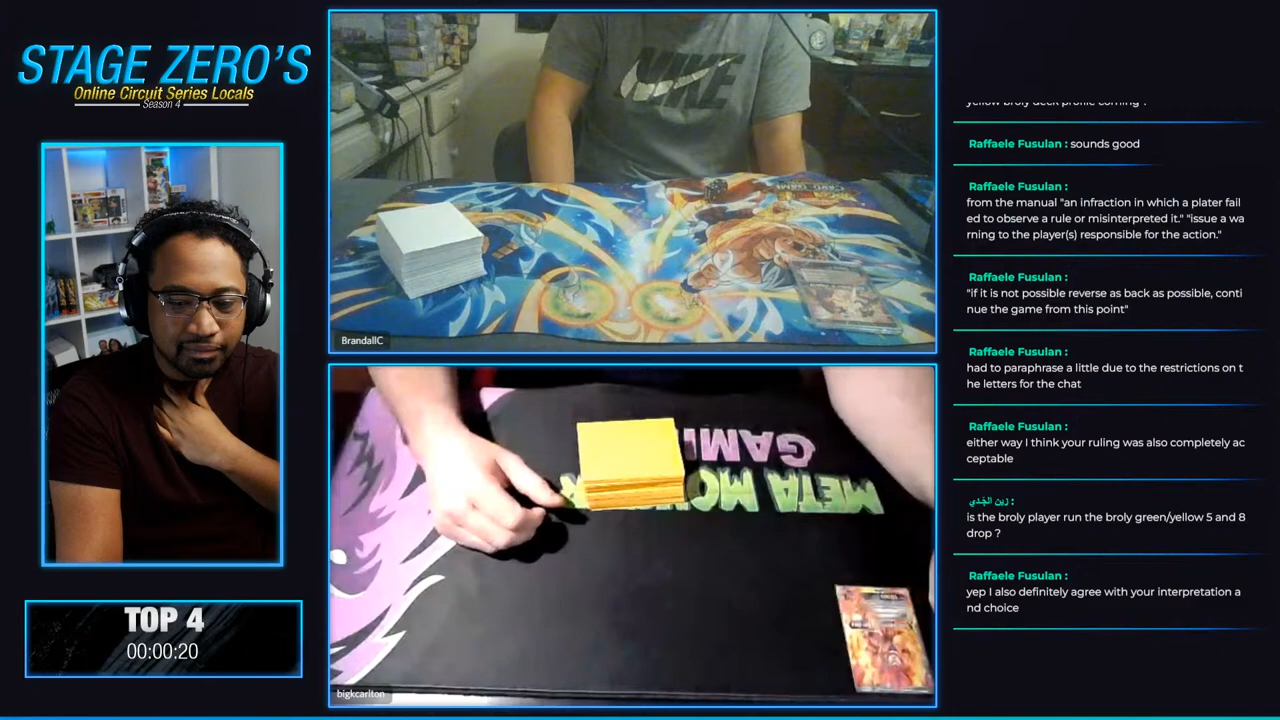 STAGE ZERO'S
Online Circuit Series Locals
Season 4
NIKE
BrandallC
GAMI
META MO
bigkcarlton
TOP 4
00:00:20
yellow broly deck profile coming ?
Raffaele Fusulan : sounds good
Raffaele Fusulan :
from the manual "an infraction in which a plater fail
ed to observe a rule or misinterpreted it." "issue a wa
rning to the player(s) responsible for the action."
Raffaele Fusulan :
"if it is not possible reverse as back as possible, conti
nue the game from this point"
Raffaele Fusulan :
had to paraphrase a little due to the restrictions on t
he letters for the chat
Raffaele Fusulan :
either way I think your ruling was also completely ac
ceptable
زين الجدي :
is the broly player run the broly green/yellow 5 and 8
drop ?
Raffaele Fusulan :
yep I also definitely agree with your interpretation a
nd choice